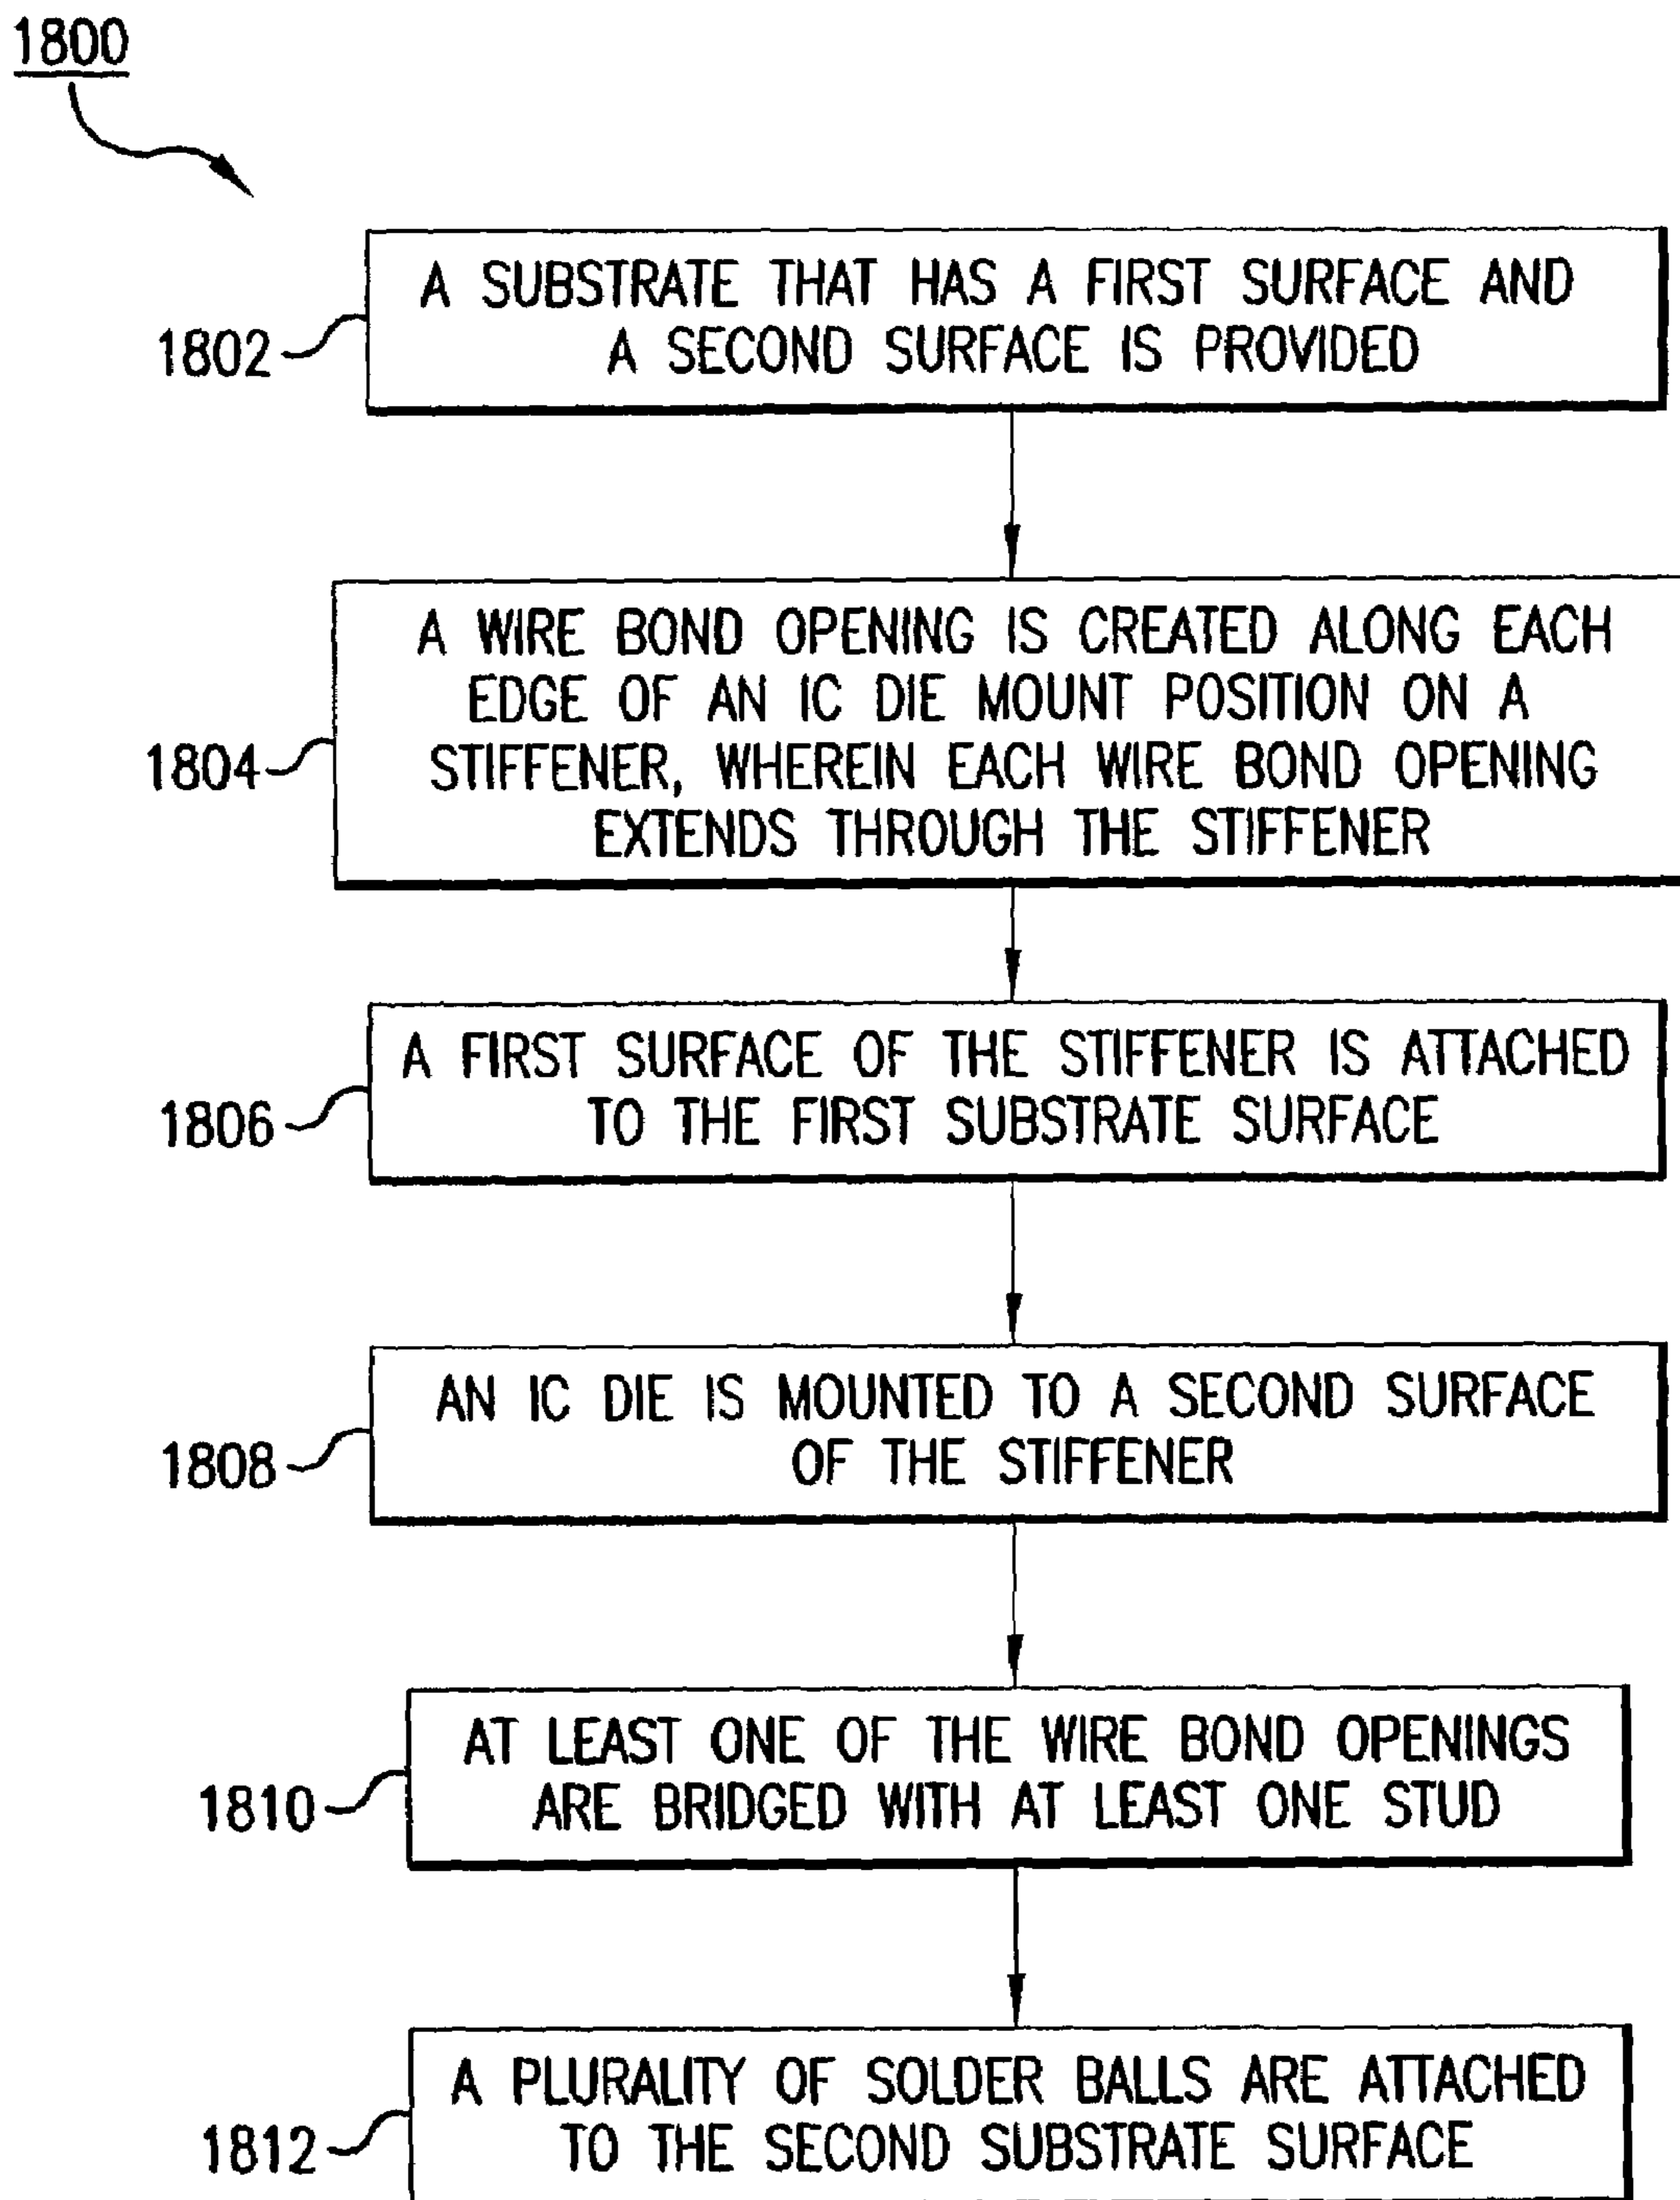 1800
A SUBSTRATE THAT HAS A FIRST SURFACE AND
A SECOND SURFACE IS PROVIDED
1802
A WIRE BOND OPENING IS CREATED ALONG EACH
EDGE OF AN IC DIE MOUNT POSITION ON A
STIFFENER, WHEREIN EACH WIRE BOND OPENING
EXTENDS THROUGH THE STIFFENER
1804
A FIRST SURFACE OF THE STIFFENER IS ATTACHED
TO THE FIRST SUBSTRATE SURFACE
1806
AN IC DIE IS MOUNTED TO A SECOND SURFACE
OF THE STIFFENER
1808
AT LEAST ONE OF THE WIRE BOND OPENINGS
ARE BRIDGED WITH AT LEAST ONE STUD
1810
A PLURALITY OF SOLDER BALLS ARE ATTACHED
TO THE SECOND SUBSTRATE SURFACE
1812